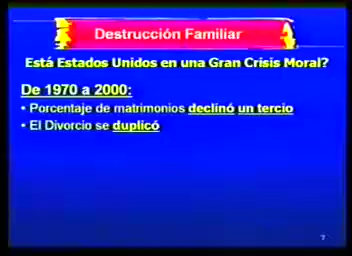 Destrucción Familiar
Está Estados Unidos en una Gran Crisis Moral?
De 1970 a 2000:
• Porcentaje de matrimonios declinó un tercio
• El Divorcio se duplicó
7